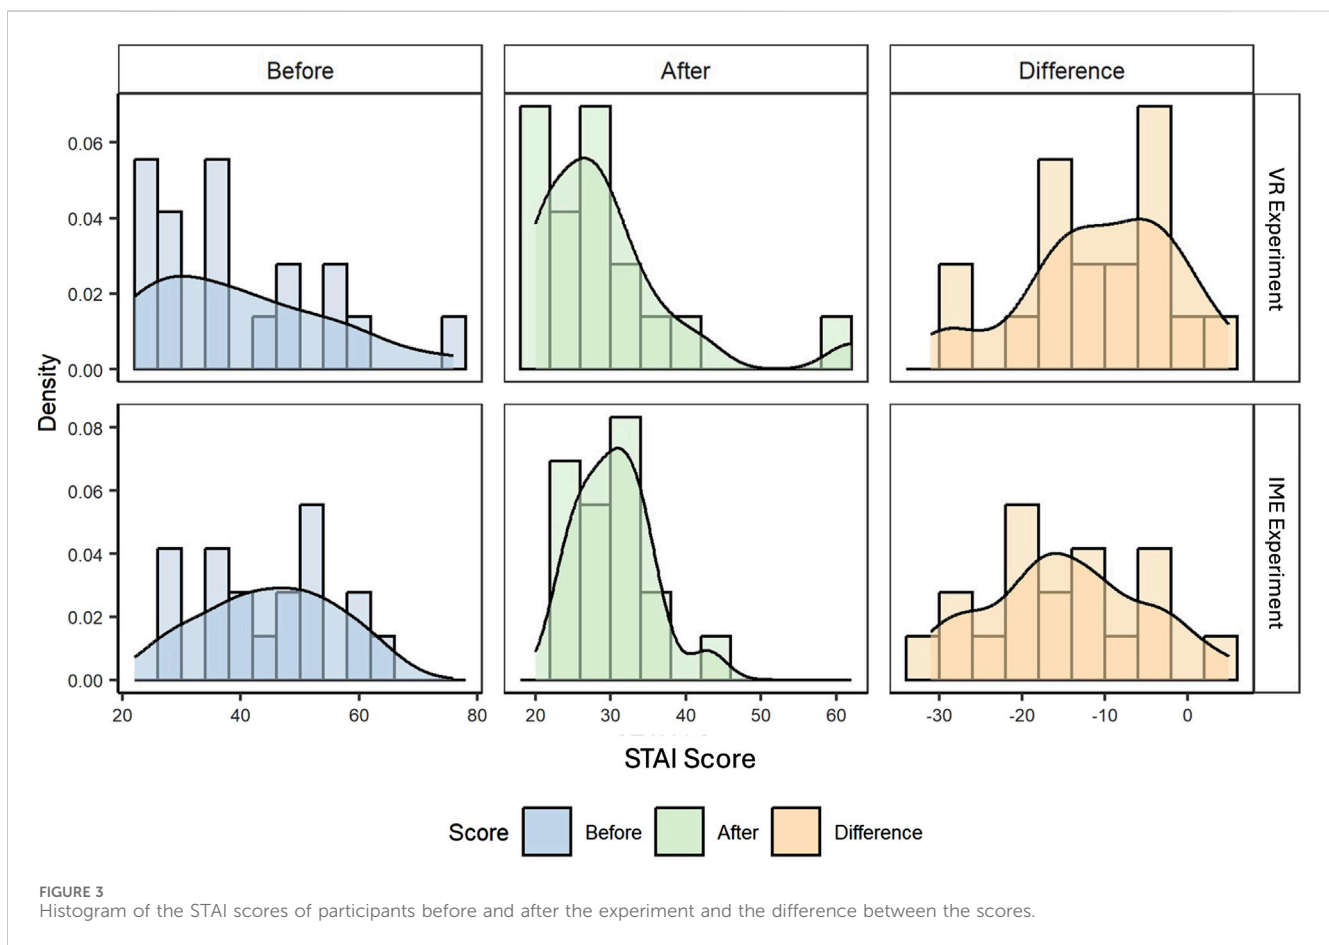 Before After Difference
0.06
0.04
0.02
0.00
VR Experiment
Density
0.08
0.06
0.04
0.02
0.00
IME Experiment
20 40 60 80 20 30 40 50 60 -30 -20 -10 0
STAI Score
Score Before After Difference
FIGURE 3
Histogram of the STAI scores of participants before and after the experiment and the difference between the scores.